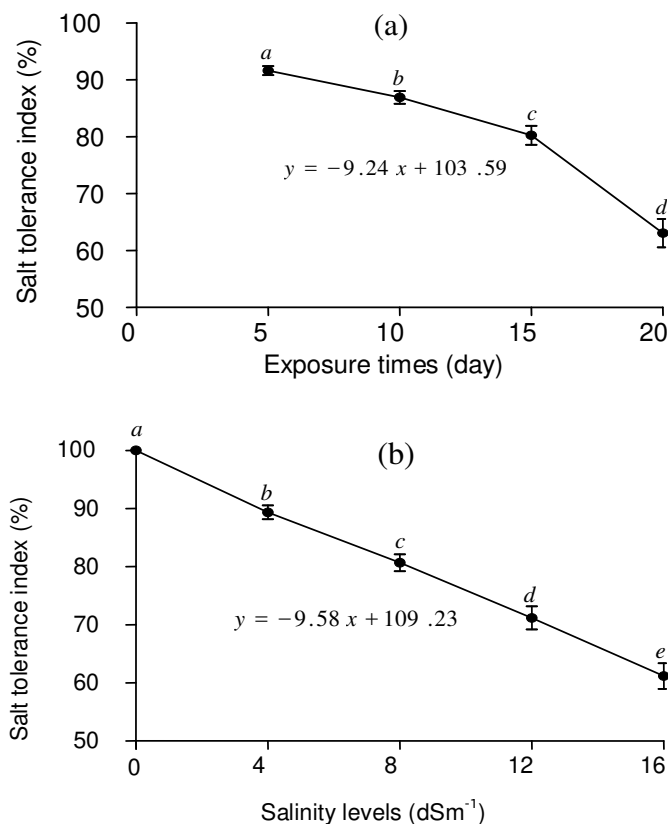 (a)
Salt tolerance index (%)
100
90
80
70
60
50
a
b
c
d
y = −9.24 x + 103 .59
0 5 10 15 20
Exposure times (day)
(b)
Salt tolerance index (%)
100
90
80
70
60
50
a
b
c
d
e
y = −9.58 x + 109 .23
0 4 8 12 16
Salinity levels (dSm⁻¹)